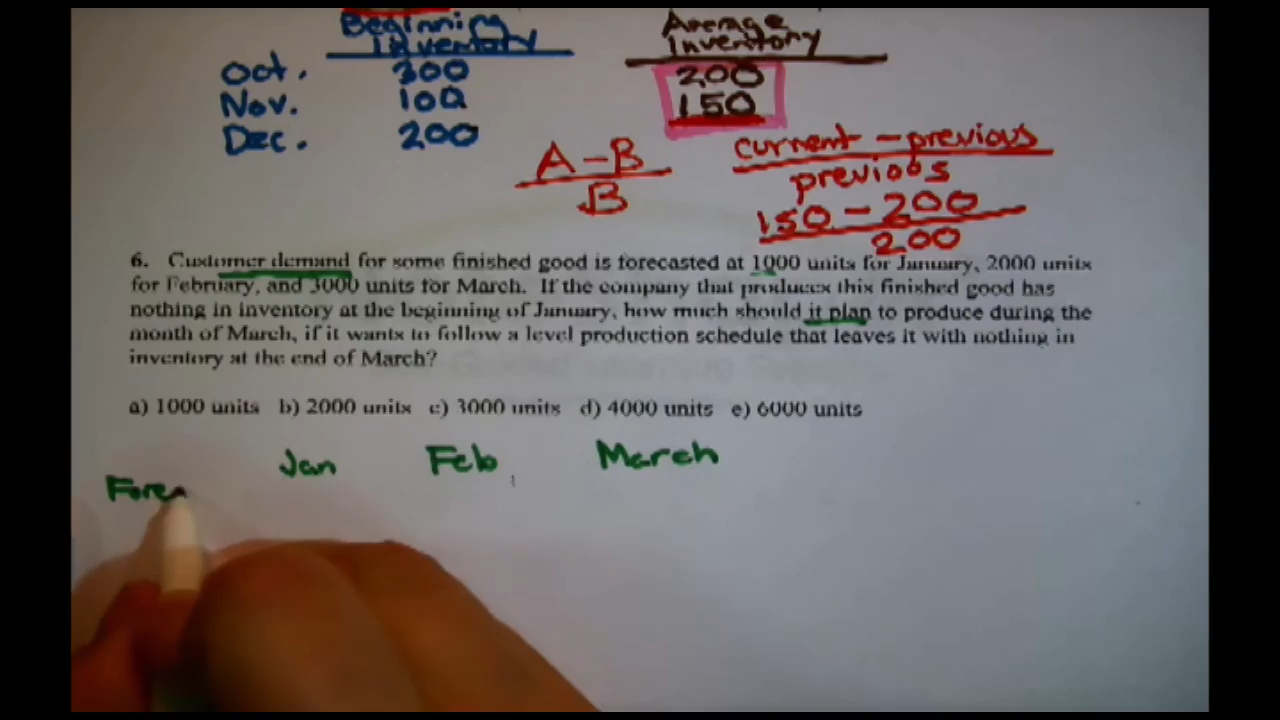 Beginning Inventory
Average Inventory
Oct. 300 200
Nov. 100 150
Dec. 200
A - B
B
current - previous
previous
150 - 200
200
6. Customer demand for some finished good is forecasted at 1000 units for January, 2000 units
for February, and 3000 units for March. If the company that produces this finished good has
nothing in inventory at the beginning of January, how much should it plan to produce during the
month of March, if it wants to follow a level production schedule that leaves it with nothing in
inventory at the end of March?
a) 1000 units b) 2000 units c) 3000 units d) 4000 units e) 6000 units
Jan Feb March
Fore